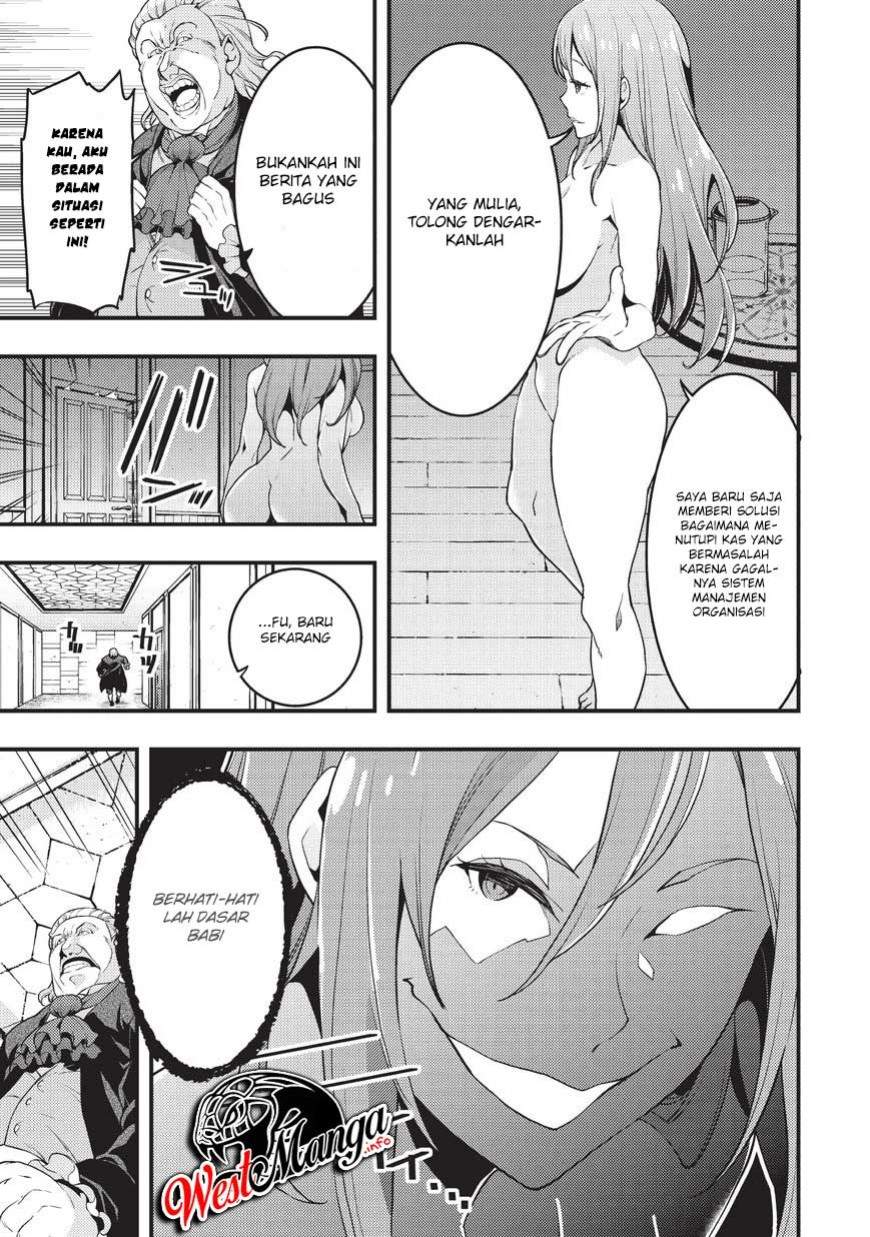 YANG MULIA,
TOLONG DENGAR-
KANLAH
SAYA BARU SAJA
MEMBERI SOLUSI
BAGAIMANA ME-
NUTUPI KAS YANG
BERMASALAH
KARENA GAGAL-
NYA SISTEM
MANAJEMEN
ORGANISASI
BUKANKAH INI
BERITA YANG
BAGUS
KARENA
KAU, AKU
BERADA
DALAM
SITUASI
SEPERTI
INI!
...FU, BARU
SEKARANG
BERHATI-HATI
LAH DASAR
BABI
WestManga
.info